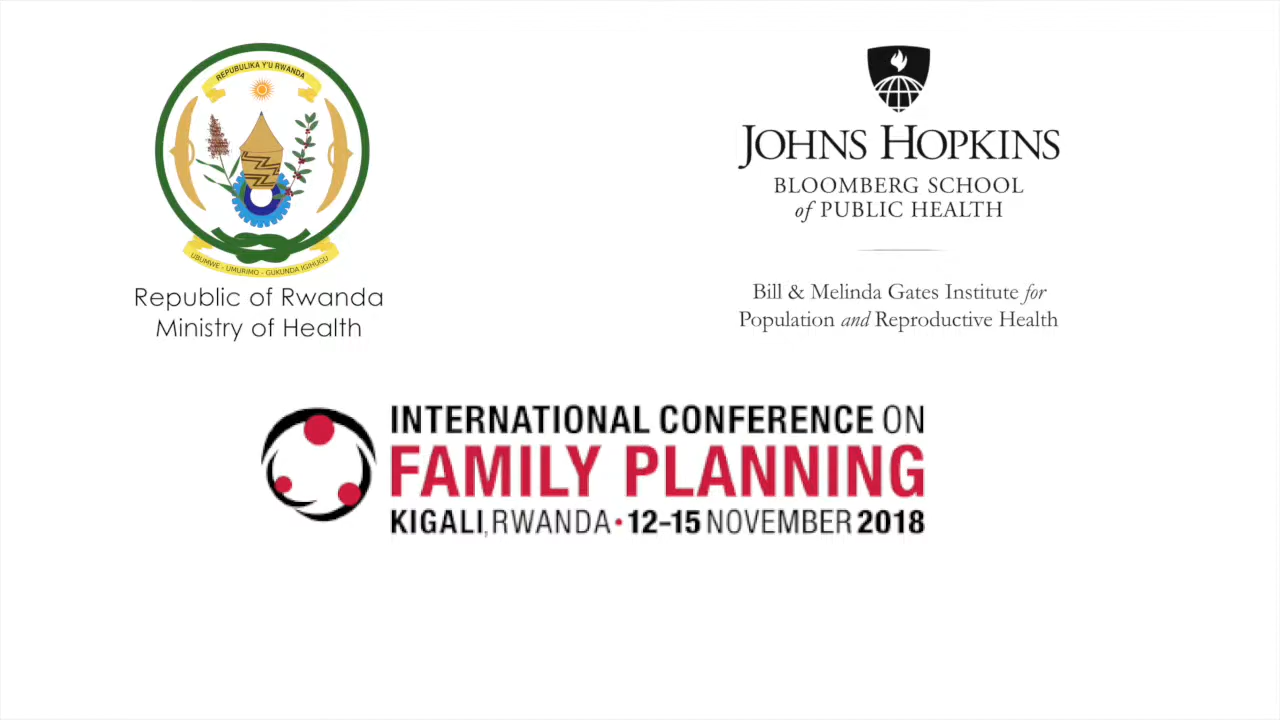 REPUBULIKA Y'U RWANDA
UBUMWE - UMURIMO - GUKUNDA IGIHUGU
Republic of Rwanda
Ministry of Health
JOHNS HOPKINS
BLOOMBERG SCHOOL
of PUBLIC HEALTH
Bill & Melinda Gates Institute for
Population and Reproductive Health
INTERNATIONAL CONFERENCE ON
FAMILY PLANNING
KIGALI, RWANDA • 12–15 NOVEMBER 2018